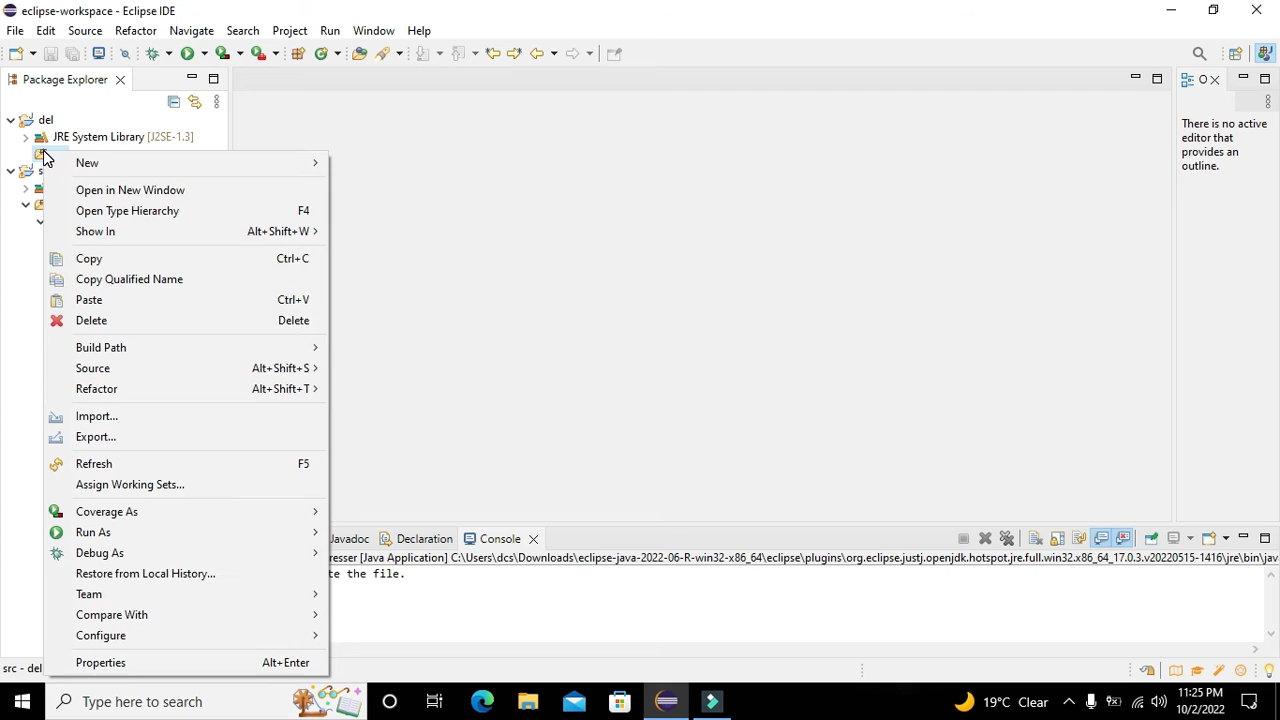 eclipse-workspace - Eclipse IDE
File Edit Source Refactor Navigate Search Project Run Window Help
Package Explorer
del
JRE System Library [J2SE-1.3]
New
Open in New Window
Open Type Hierarchy F4
Show In Alt+Shift+W
Copy Ctrl+C
Copy Qualified Name
Paste Ctrl+V
Delete Delete
Build Path
Source Alt+Shift+S
Refactor Alt+Shift+T
Import...
Export...
Refresh F5
Assign Working Sets...
Coverage As
Run As
Debug As
Restore from Local History...
Team
Compare With
Configure
Properties Alt+Enter
O
There is no active
editor that
provides an
outline.
Javadoc Declaration Console
resser [Java Application] C:\Users\dcs\Downloads\eclipse-java-2022-06-R-win32-x86_64\eclipse\plugins\org.eclipse.justj.openjdk.hotspot.jre.full.win32.x86_64_17.0.3.v20220515-1416\jre\bin\jav
te the file.
src - del
Type here to search
19°C Clear
11:25 PM
10/2/2022